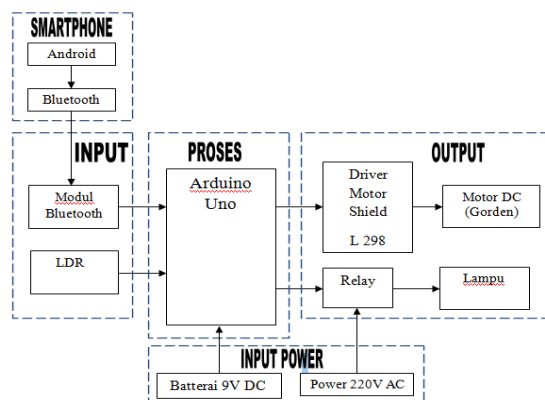 SMARTPHONE
Android
Bluetooth
INPUT
Modul
Bluetooth
LDR
PROSES
Arduino
Uno
OUTPUT
Driver
Motor
Shield
L 298
Motor DC
(Gorden)
Relay
Lampu
INPUT POWER
Batterai 9V DC
Power 220V AC